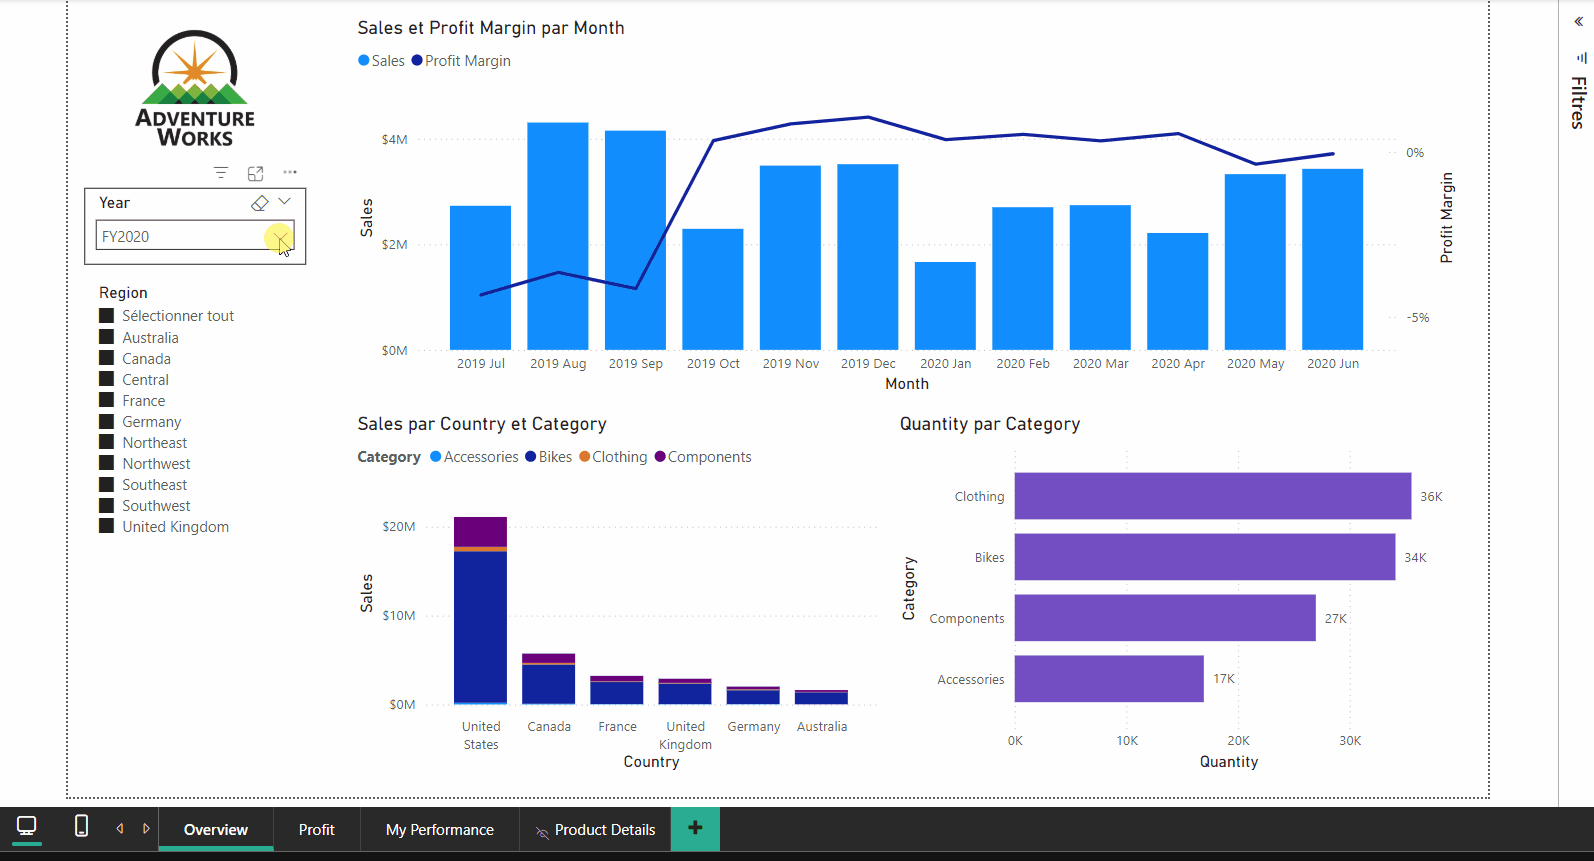 Sales et Profit Margin par Month
Sales Profit Margin
ADVENTURE
WORKS
Year
FY2020
Region
Sélectionner tout
Australia
Canada
Central
France
Germany
Northeast
Northwest
Southeast
Southwest
United Kingdom
$4M
$2M
$0M
Sales
0%
-5%
Profit Margin
2019 Jul 2019 Aug 2019 Sep 2019 Oct 2019 Nov 2019 Dec 2020 Jan 2020 Feb 2020 Mar 2020 Apr 2020 May 2020 Jun
Month
Sales par Country et Category
Category Accessories Bikes Clothing Components
$20M
$10M
$0M
Sales
United States Canada France United Kingdom Germany Australia
Country
Quantity par Category
Category
Clothing 36K
Bikes 34K
Components 27K
Accessories 17K
0K 10K 20K 30K
Quantity
Filtres
Overview Profit My Performance Product Details +